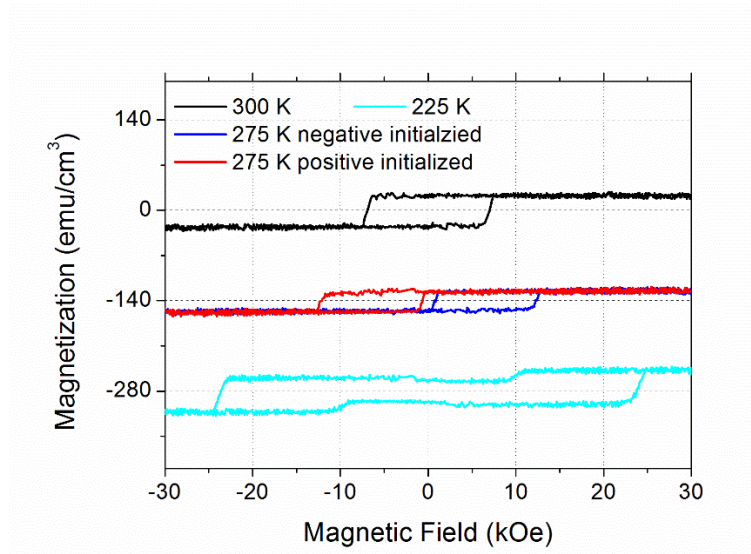 300 K
225 K
275 K negative initialzied
275 K positive initialized
Magnetization (emu/cm³)
140
0
-140
-280
-30
-20
-10
0
10
20
30
Magnetic Field (kOe)